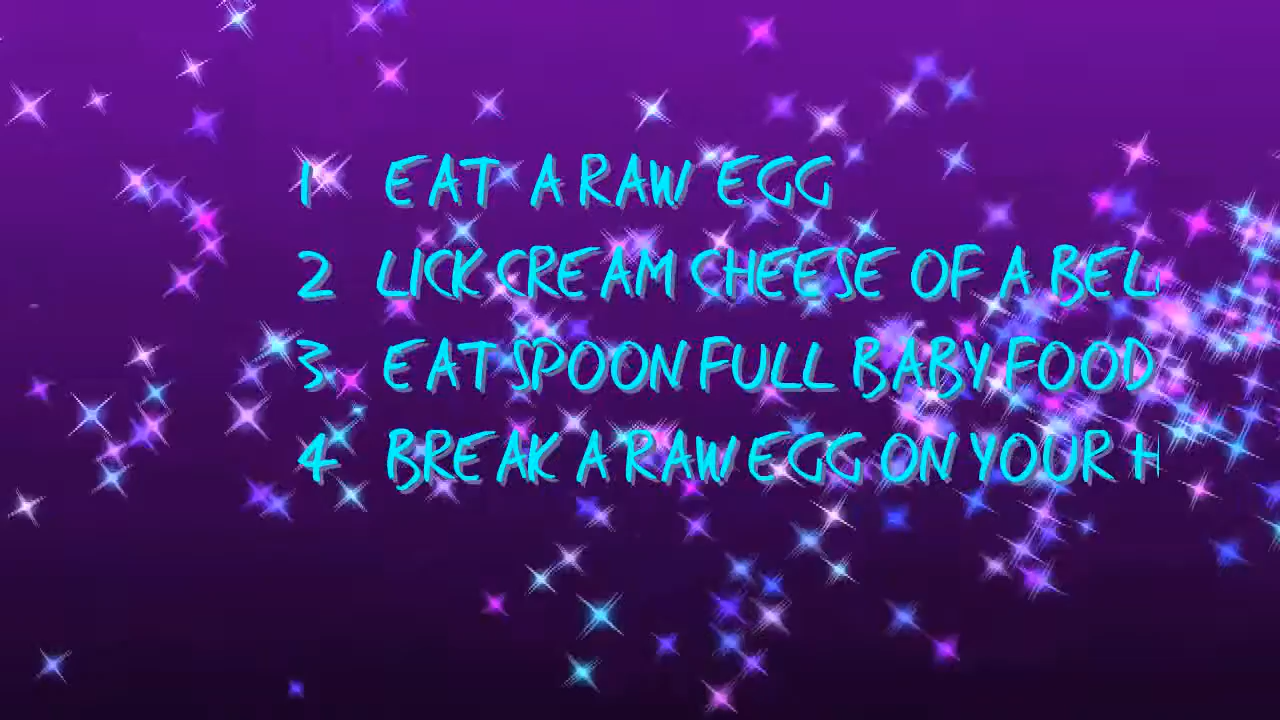 1 EAT A RAW EGG
2 LICK CREAM CHEESE OF A
3. EAT SPOON FULL BABY FOOD
4 BREAK A RAW EGG ON YOUR